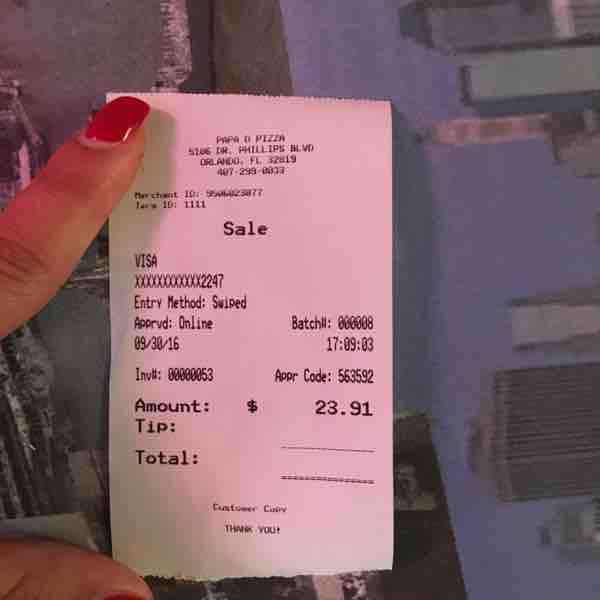 PAPA D PIZZA
5106 DR. PHILLIPS BLVD
ORLANDO, FL 32819
407-299-0033
Merchant ID: 9506023077
Term ID: 1111
Sale
VISA
XXXXXXXXXXXX2247
Entry Method: Swiped
Apprvd: Online Batch#: 000008
09/30/16 17:09:03
Inv#: 00000053 Appr Code: 563592
Amount: $ 23.91
Tip:
Total:
Customer Copy
THANK YOU!